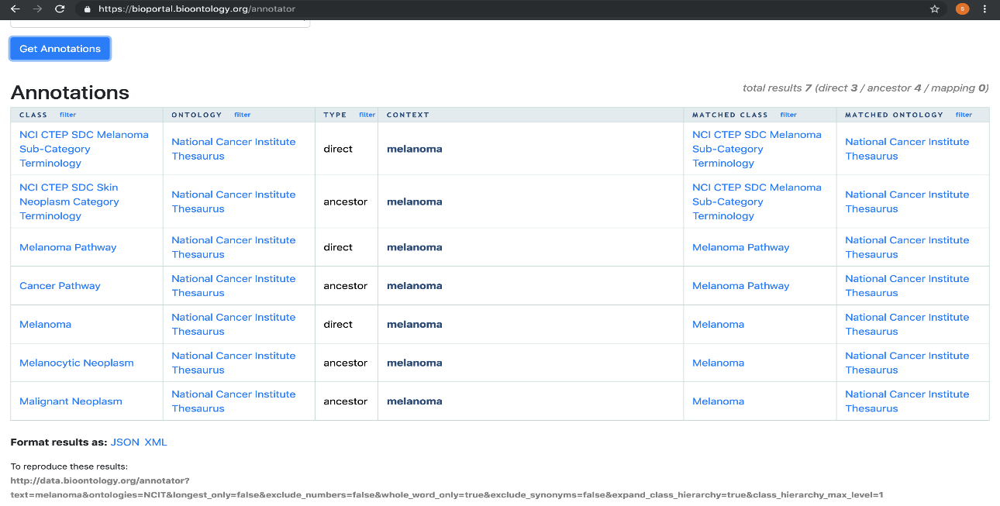 https://bioportal.bioontology.org/annotator
s
Get Annotations
Annotations
total results 7 (direct 3 / ancestor 4 / mapping 0)
CLASS filter ONTOLOGY filter TYPE filter CONTEXT MATCHED CLASS filter MATCHED ONTOLOGY filter
NCI CTEP SDC Melanoma
Sub-Category
Terminology
National Cancer Institute
Thesaurus
direct
melanoma
NCI CTEP SDC Melanoma
Sub-Category
Terminology
National Cancer Institute
Thesaurus
NCI CTEP SDC Skin
Neoplasm Category
Terminology
National Cancer Institute
Thesaurus
ancestor
melanoma
NCI CTEP SDC Melanoma
Sub-Category
Terminology
National Cancer Institute
Thesaurus
Melanoma Pathway
National Cancer Institute
Thesaurus
direct
melanoma
Melanoma Pathway
National Cancer Institute
Thesaurus
Cancer Pathway
National Cancer Institute
Thesaurus
ancestor
melanoma
Melanoma Pathway
National Cancer Institute
Thesaurus
Melanoma
National Cancer Institute
Thesaurus
direct
melanoma
Melanoma
National Cancer Institute
Thesaurus
Melanocytic Neoplasm
National Cancer Institute
Thesaurus
ancestor
melanoma
Melanoma
National Cancer Institute
Thesaurus
Malignant Neoplasm
National Cancer Institute
Thesaurus
ancestor
melanoma
Melanoma
National Cancer Institute
Thesaurus
Format results as: JSON XML
To reproduce these results:
http://data.bioontology.org/annotator?
text=melanoma&ontologies=NCIT&longest_only=false&exclude_numbers=false&whole_word_only=true&exclude_synonyms=false&expand_class_hierarchy=true&class_hierarchy_max_level=1